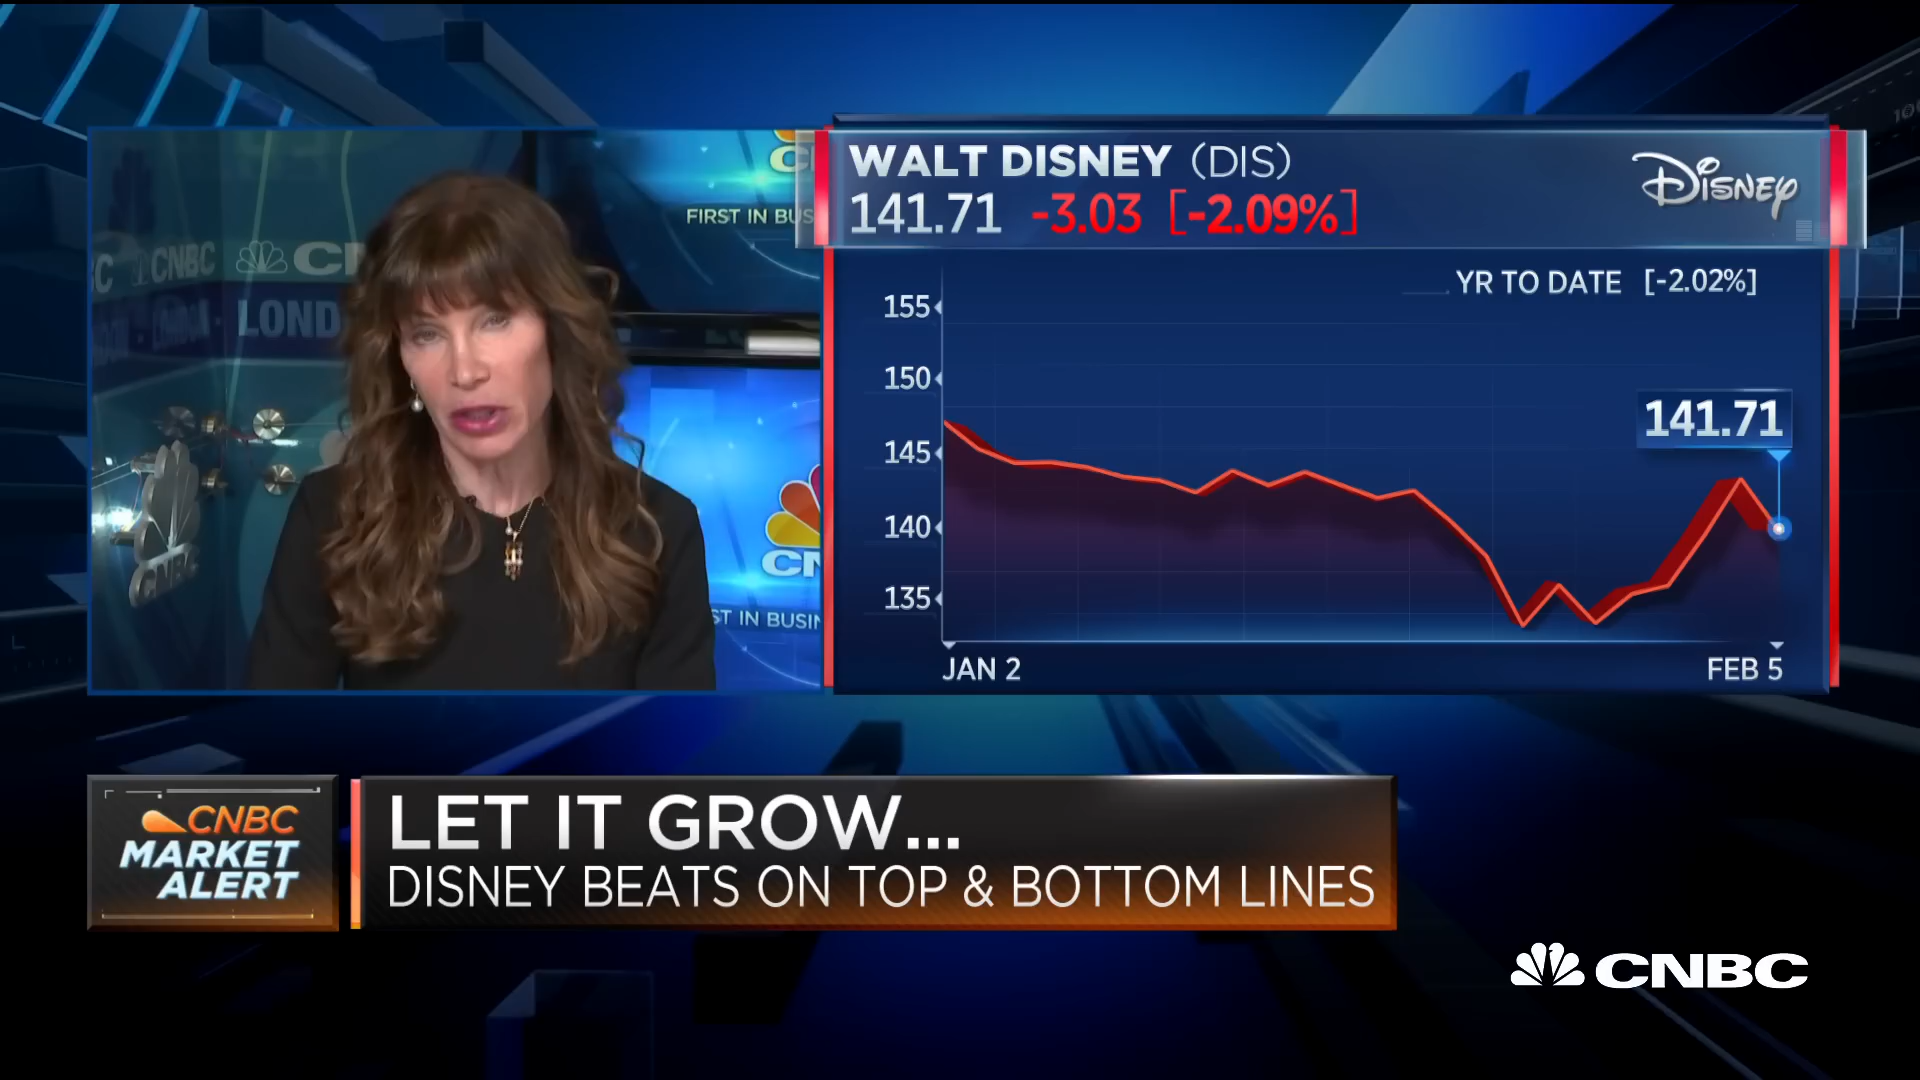 WALT DISNEY (DIS)
141.71 -3.03 [-2.09%]
DISNEY
YR TO DATE [-2.02%]
155
150
145
140
135
141.71
JAN 2
FEB 5
FIRST IN BUS
CNBC
LOND
CNBC
ST IN BUSIN
CNBC
MARKET
ALERT
LET IT GROW...
DISNEY BEATS ON TOP & BOTTOM LINES
CNBC